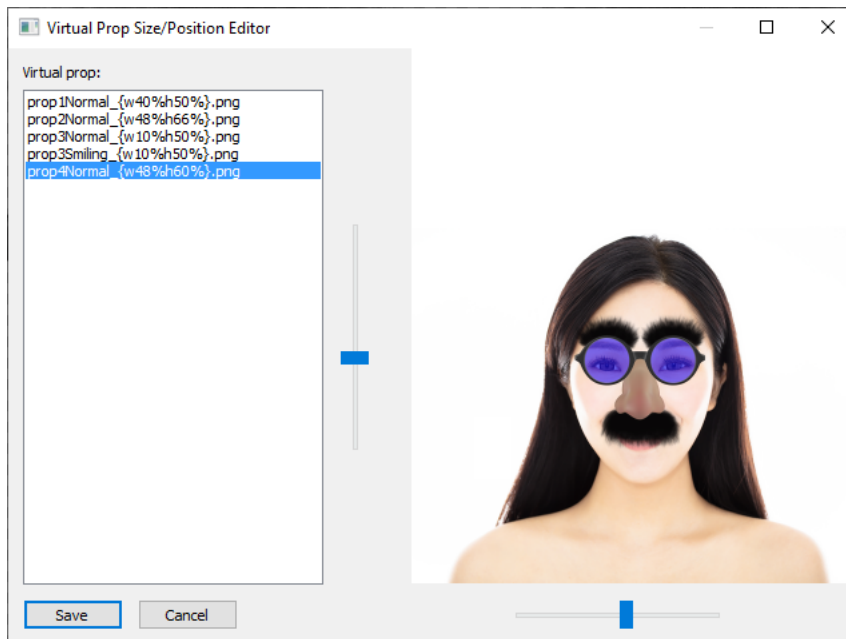 Virtual Prop Size/Position Editor
Virtual prop:
prop1Normal_{w40%h50%}.png
prop2Normal_{w48%h66%}.png
prop3Normal_{w10%h50%}.png
prop3Smiling_{w10%h50%}.png
prop4Normal_{w48%h60%}.png
Save
Cancel